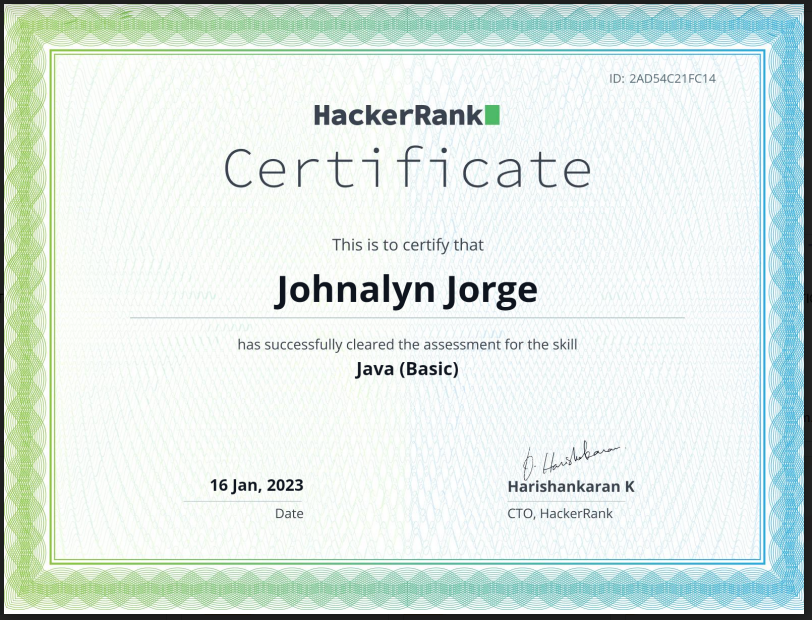 ID: 2AD54C21FC14
HackerRank
Certificate
This is to certify that
Johnalyn Jorge
has successfully cleared the assessment for the skill
Java (Basic)
16 Jan, 2023
Date
Harishankaran K
CTO, HackerRank